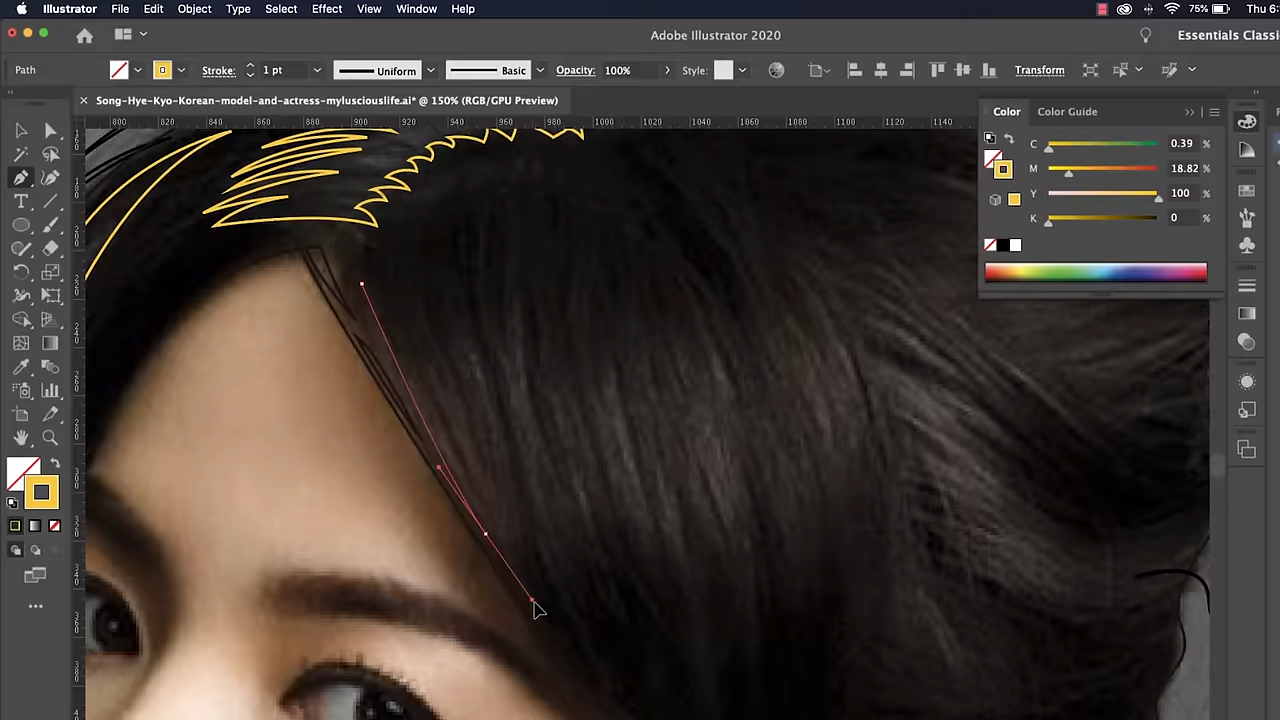 Illustrator File Edit Object Type Select Effect View Window Help 75% Thu 6:
Adobe Illustrator 2020 Essentials Classi
Path Stroke: 1 pt Uniform Basic Opacity: 100% Style: Transform
× Song-Hye-Kyo-Korean-model-and-actress-mylusciouslife.ai* @ 150% (RGB/GPU Preview)
800 820 840 860 880 900 920 940 960 980 1000 1020 1040 1060 1080 1100 1120 1140
Color Color Guide
C 0.39 %
M 18.82 %
Y 100 %
K 0 %